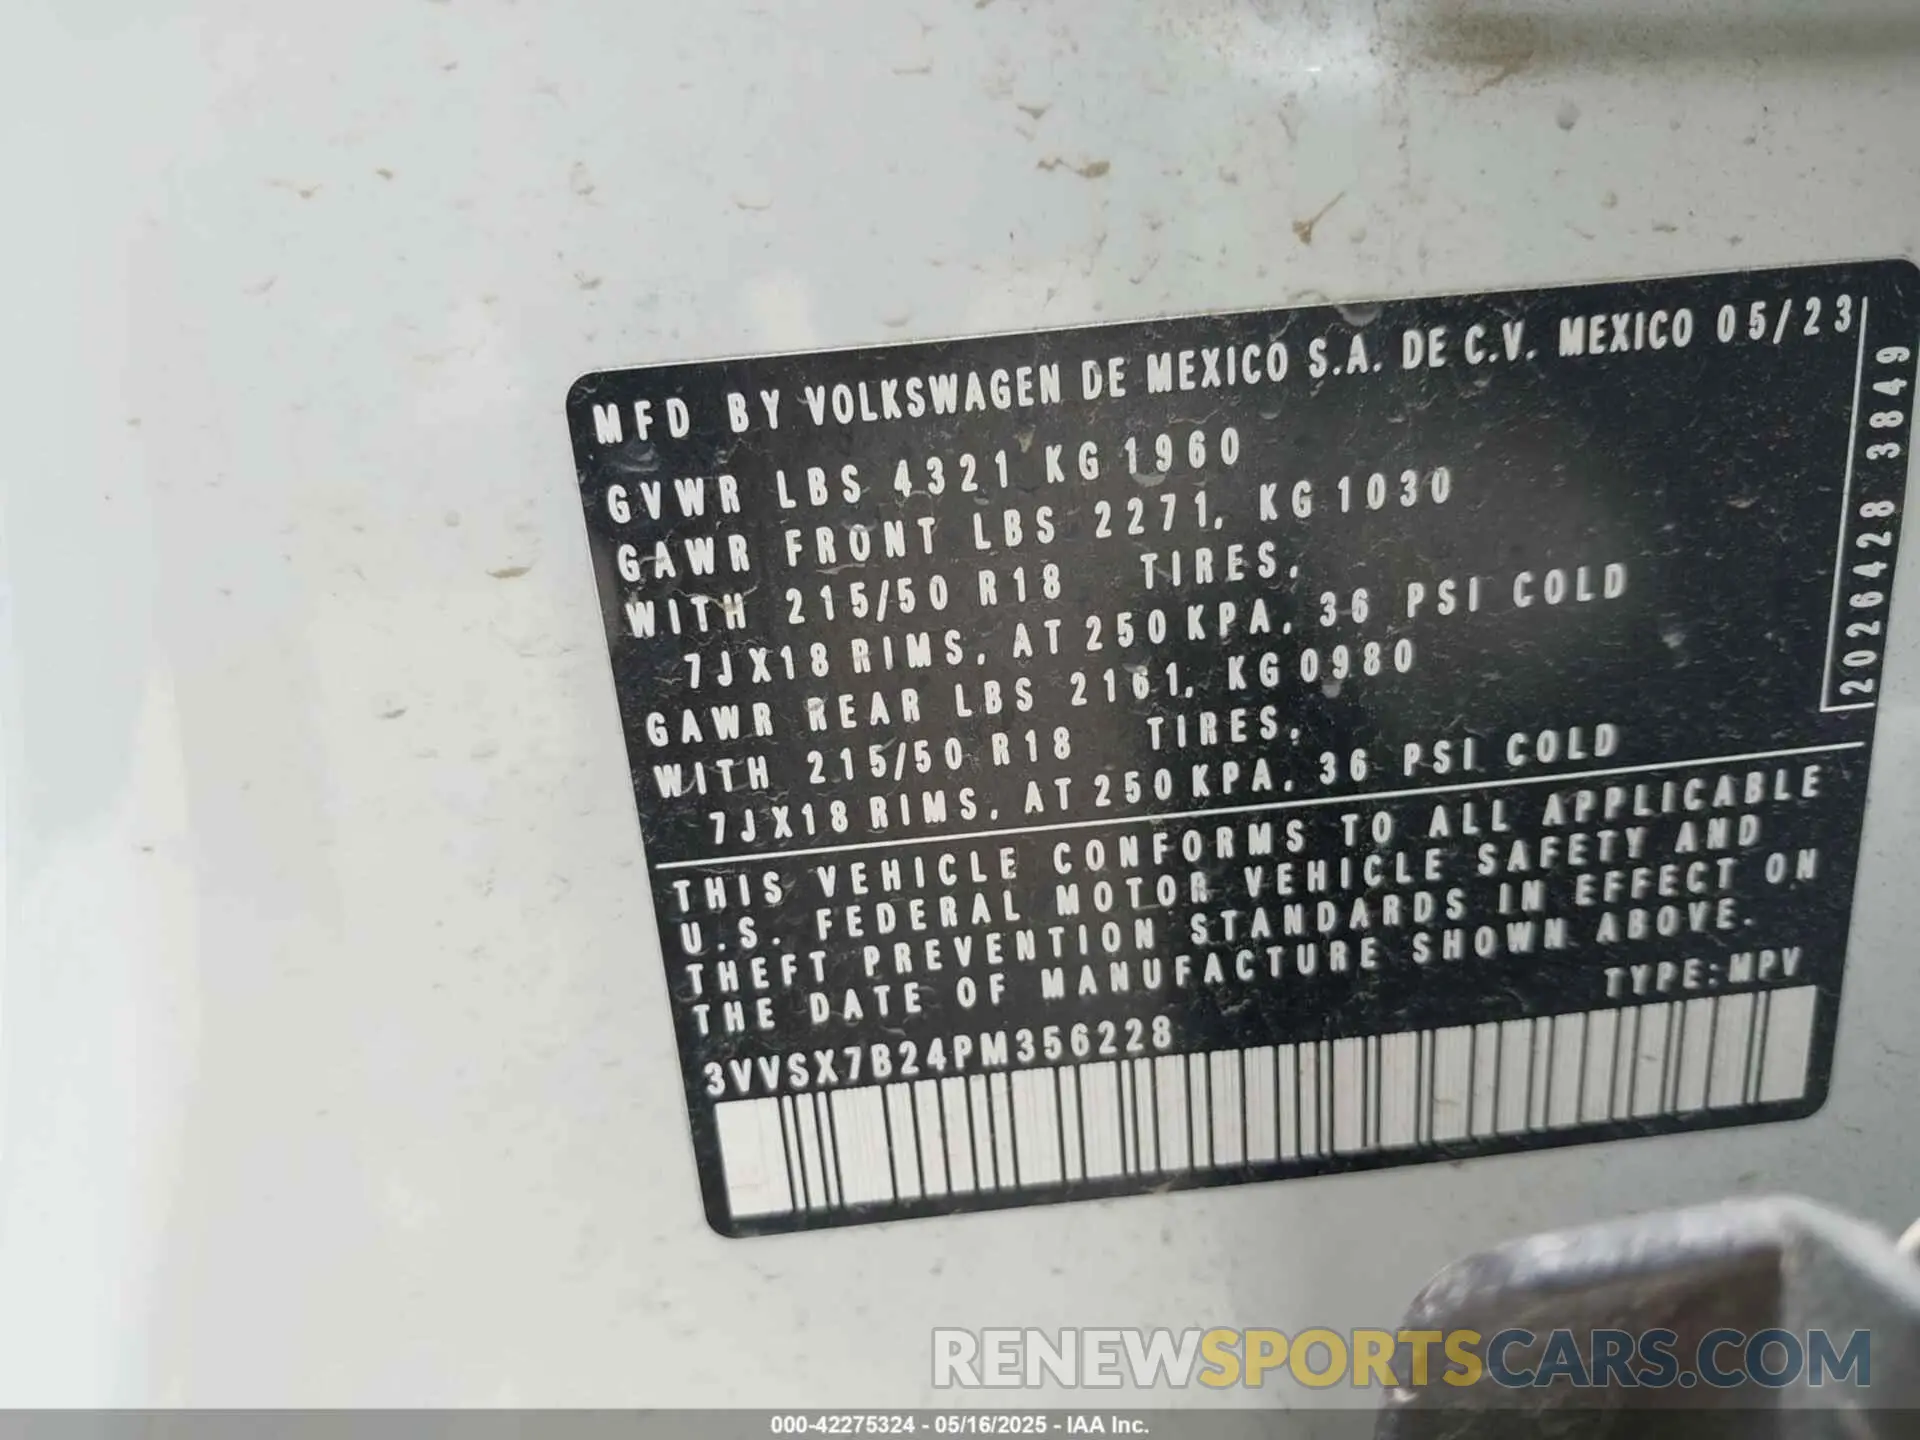 MFD BY VOLKSWAGEN DE MEXICO S.A. DE C.V. MEXICO 05/23
GVWR LBS 4321 KG 1960
GAWR FRONT LBS 2271, KG 1030
WITH 215/50 R18 TIRES,
7JX18 RIMS, AT 250 KPA, 36 PSI COLD
GAWR REAR LBS 2161, KG 0980
WITH 215/50 R18 TIRES,
7JX18 RIMS, AT 250 KPA, 36 PSI COLD
2026428 3849
THIS VEHICLE CONFORMS TO ALL APPLICABLE
U.S. FEDERAL MOTOR VEHICLE SAFETY AND
THEFT PREVENTION STANDARDS IN EFFECT ON
THE DATE OF MANUFACTURE SHOWN ABOVE.
TYPE: MPV
3VVSX7B24PM356228
RENEWSPORTSCARS.COM
000-42275324 - 05/16/2025 - IAA Inc.